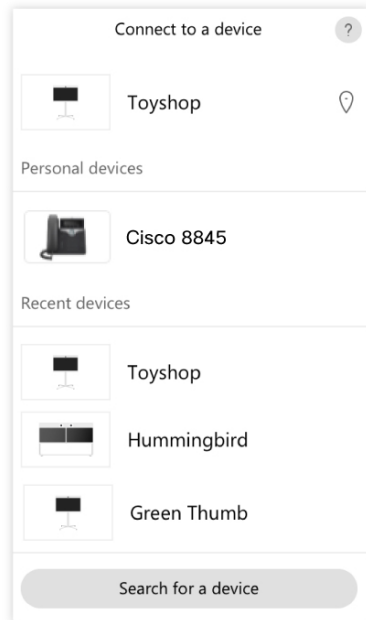 Connect to a device
?
Toyshop
Personal devices
Cisco 8845
Recent devices
Toyshop
Hummingbird
Green Thumb
Search for a device